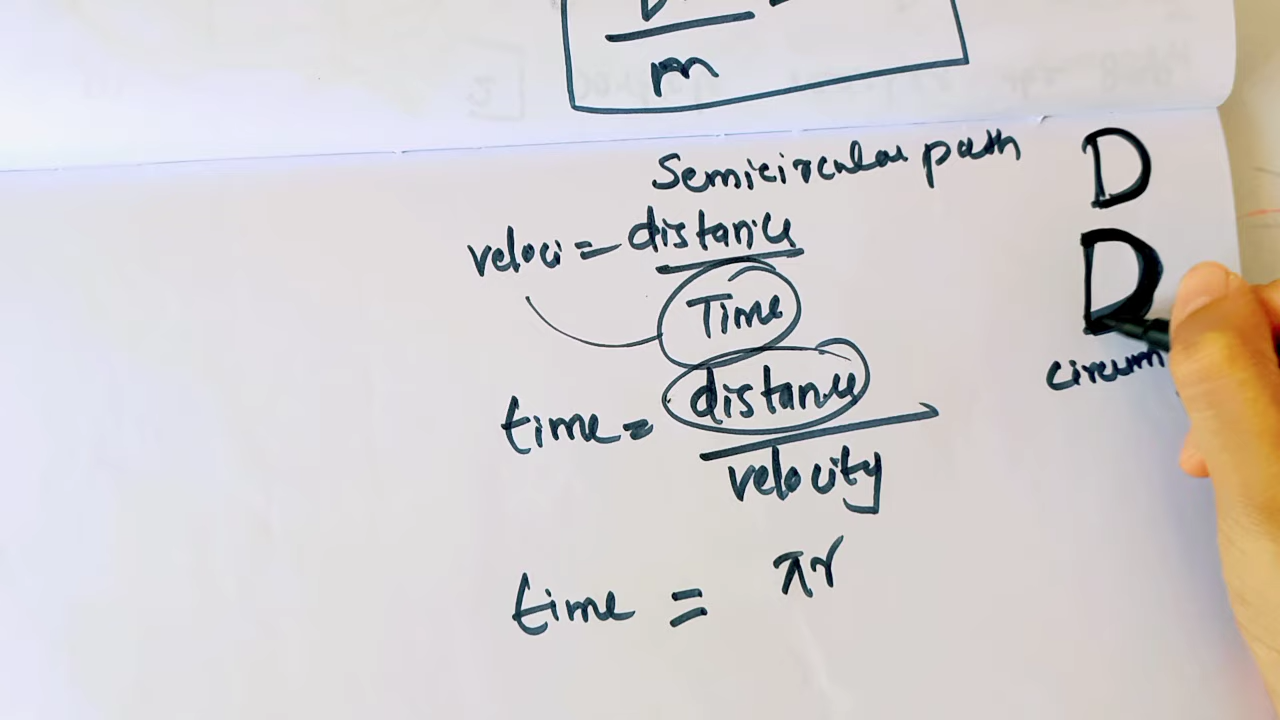 m
Semicircular path D
veloci = distance
Time
D
circum
time = distance
velocity
time = πr